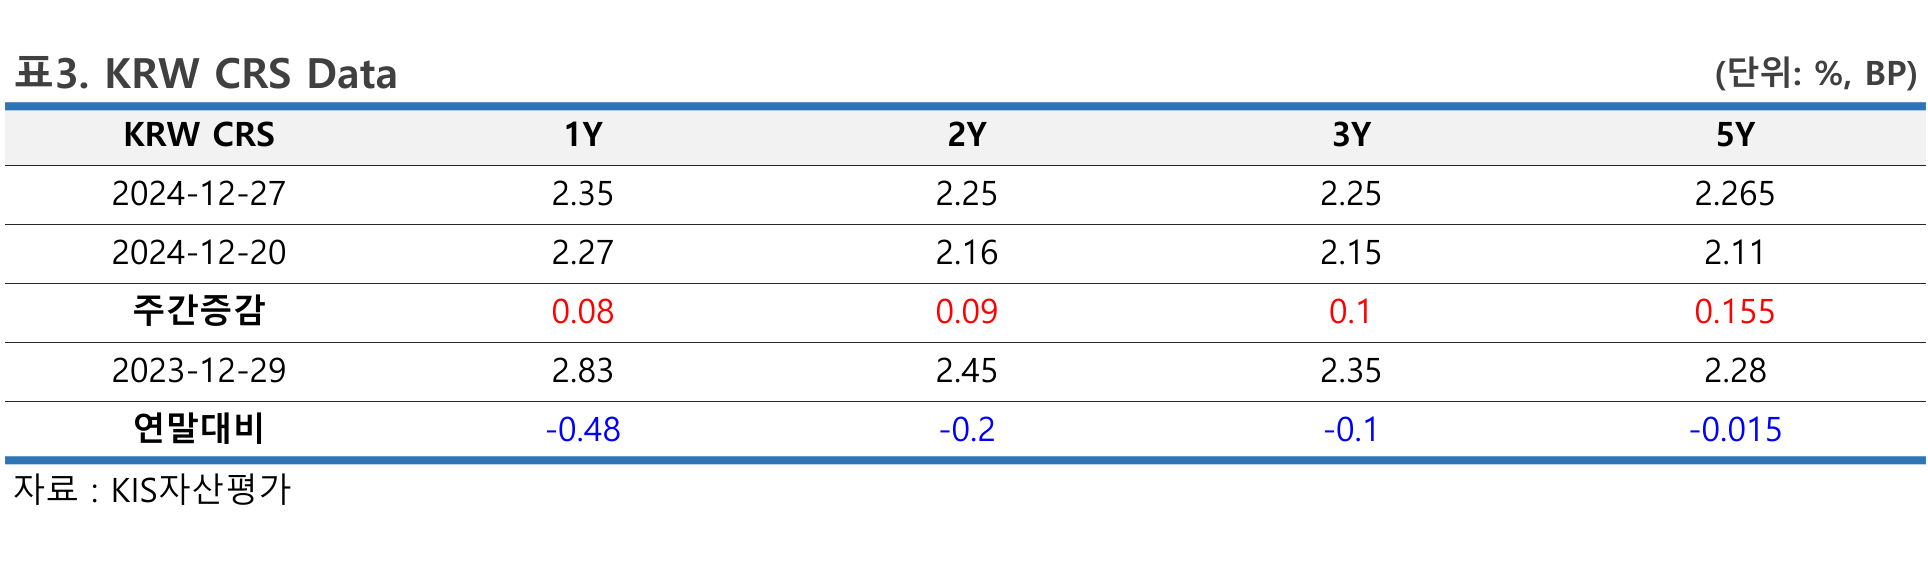 표3. KRW CRS Data (단위: %, BP)
KRW CRS 1Y 2Y 3Y 5Y
2024-12-27 2.35 2.25 2.25 2.265
2024-12-20 2.27 2.16 2.15 2.11
주간증감 0.08 0.09 0.1 0.155
2023-12-29 2.83 2.45 2.35 2.28
연말대비 -0.48 -0.2 -0.1 -0.015
자료 : KIS자산평가